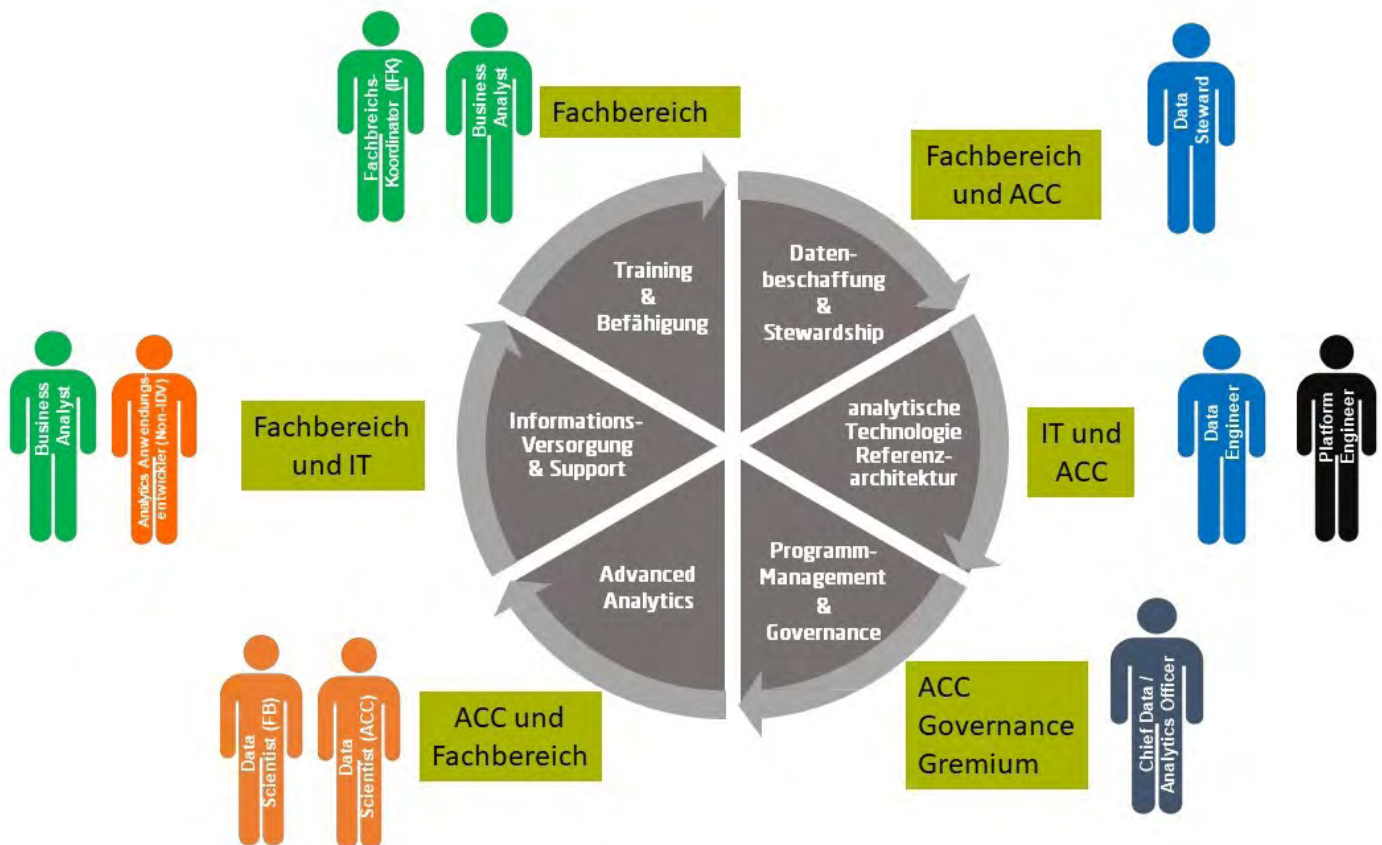 Fachbreichs-
Koordinator (IFK)
Business
Analyst
Fachbereich
Data
Steward
Fachbereich
und ACC
Training
&
Befähigung
Daten-
beschaffung
&
Stewardship
Business
Analyst
Analytics Anwendungs-
entwickler (Non-IDV)
Fachbereich
und IT
Informations-
Versorgung
& Support
analytische
Technologie
Referenz-
architektur
IT und
ACC
Data
Engineer
Platform
Engineer
Advanced
Analytics
Programm-
Management
&
Governance
Data
Scientist (FB)
Data
Scientist (ACC)
ACC und
Fachbereich
ACC
Governance
Gremium
Chief Data /
Analytics Officer